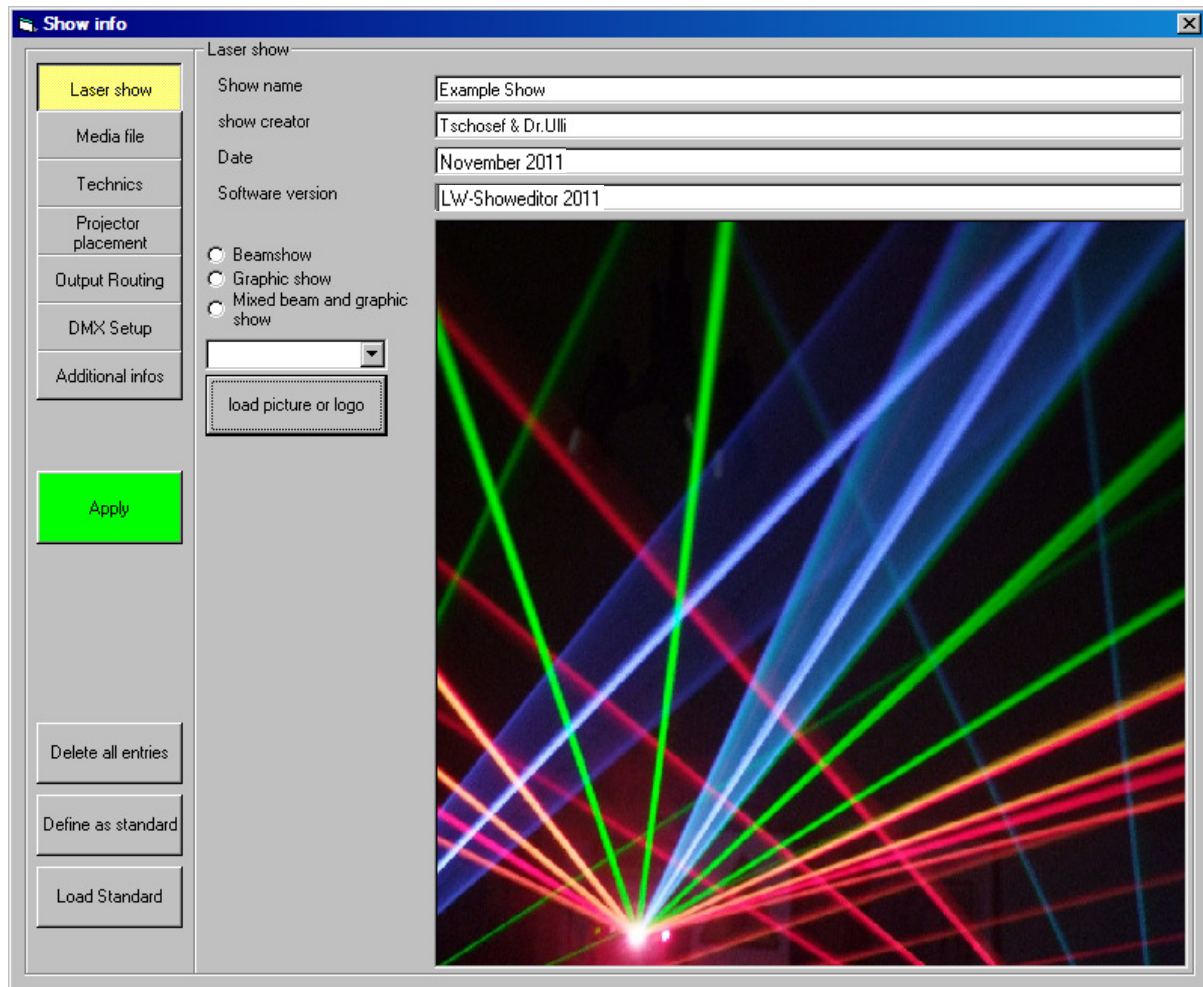 Show info
Laser show
Media file
Technics
Projector
placement
Output Routing
DMX Setup
Additional infos
Apply
Delete all entries
Define as standard
Load Standard
Laser show
Show name
Example Show
show creator
Tschosef & Dr.Ulli
Date
November 2011
Software version
LW-Showeditor 2011
Beamshow
Graphic show
Mixed beam and graphic
show
load picture or logo